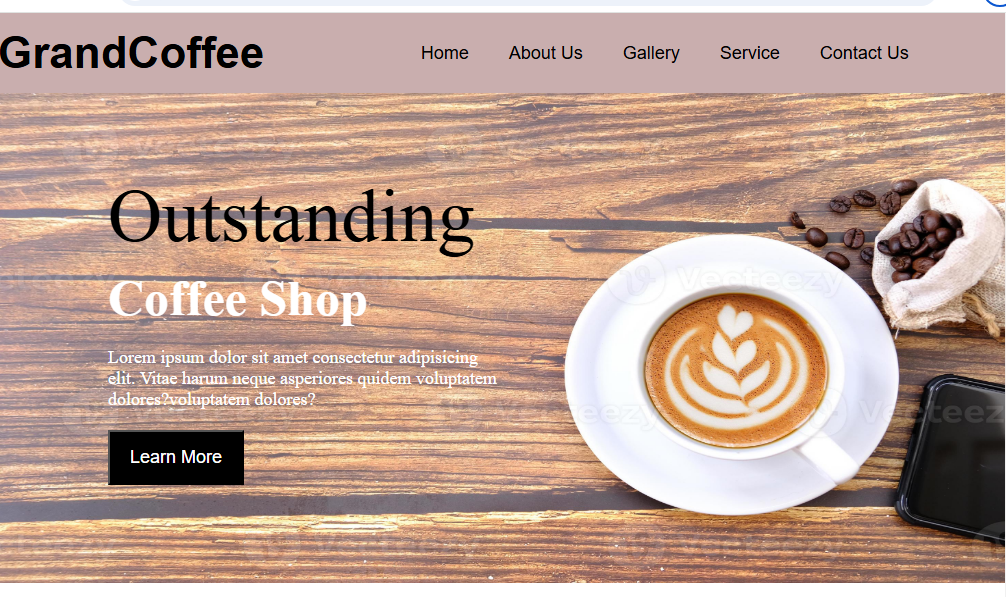 GrandCoffee
Home About Us Gallery Service Contact Us
Outstanding
Coffee Shop
Lorem ipsum dolor sit amet consectetur adipisicing
elit. Vitae harum neque asperiores quidem voluptatem
dolores?voluptatem dolores?
Learn More
Vecteezy
Vecteezy